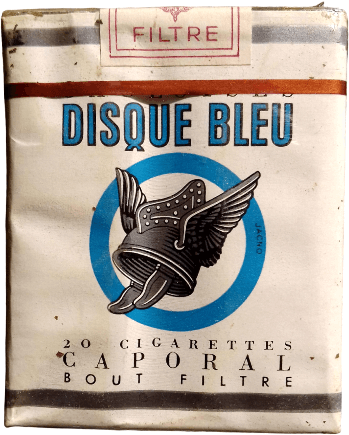 FILTRE
DISQUE BLEU
JACNO
20 CIGARETTES
CAPORAL
BOUT FILTRE